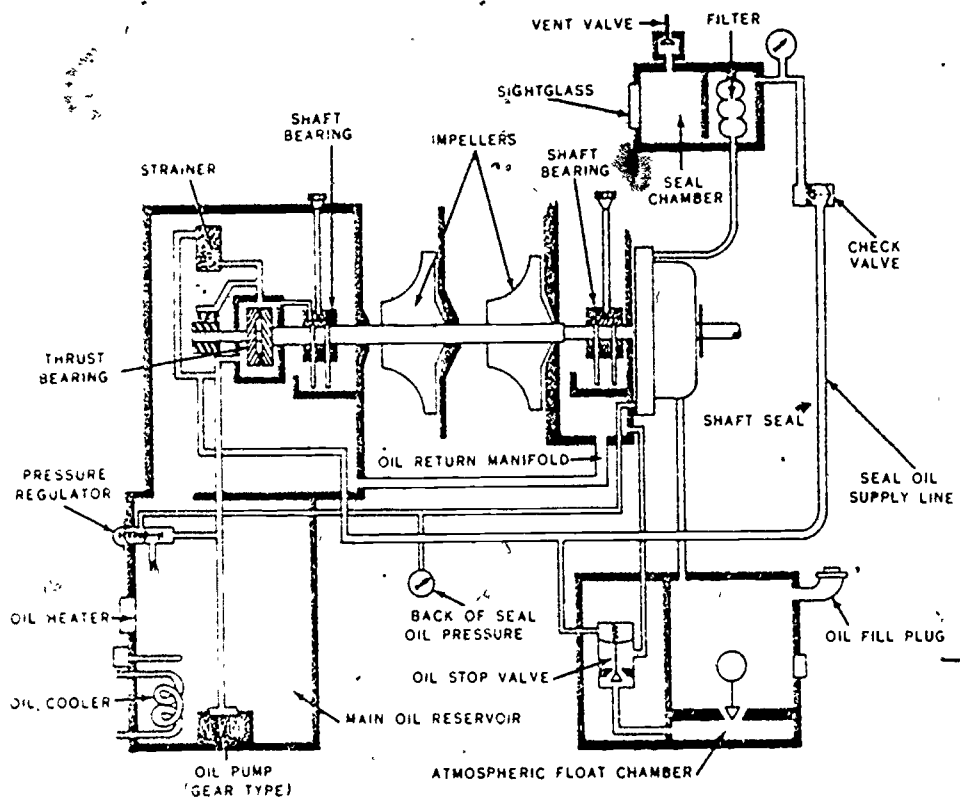 VENT VALVE
FILTER
SIGHTGLASS
SHAFT
BEARING
IMPELLERS
SHAFT
BEARING
SEAL
CHAMBER
STRAINER
CHECK
VALVE
THRUST
BEARING
SHAFT SEAL
OIL RETURN MANIFOLD
PRESSURE
REGULATOR
SEAL OIL
SUPPLY LINE
OIL HEATER
BACK OF SEAL
OIL PRESSURE
OIL FILL PLUG
OIL STOP VALVE
OIL COOLER
MAIN OIL RESERVOIR
OIL PUMP
(GEAR TYPE)
ATMOSPHERIC FLOAT CHAMBER